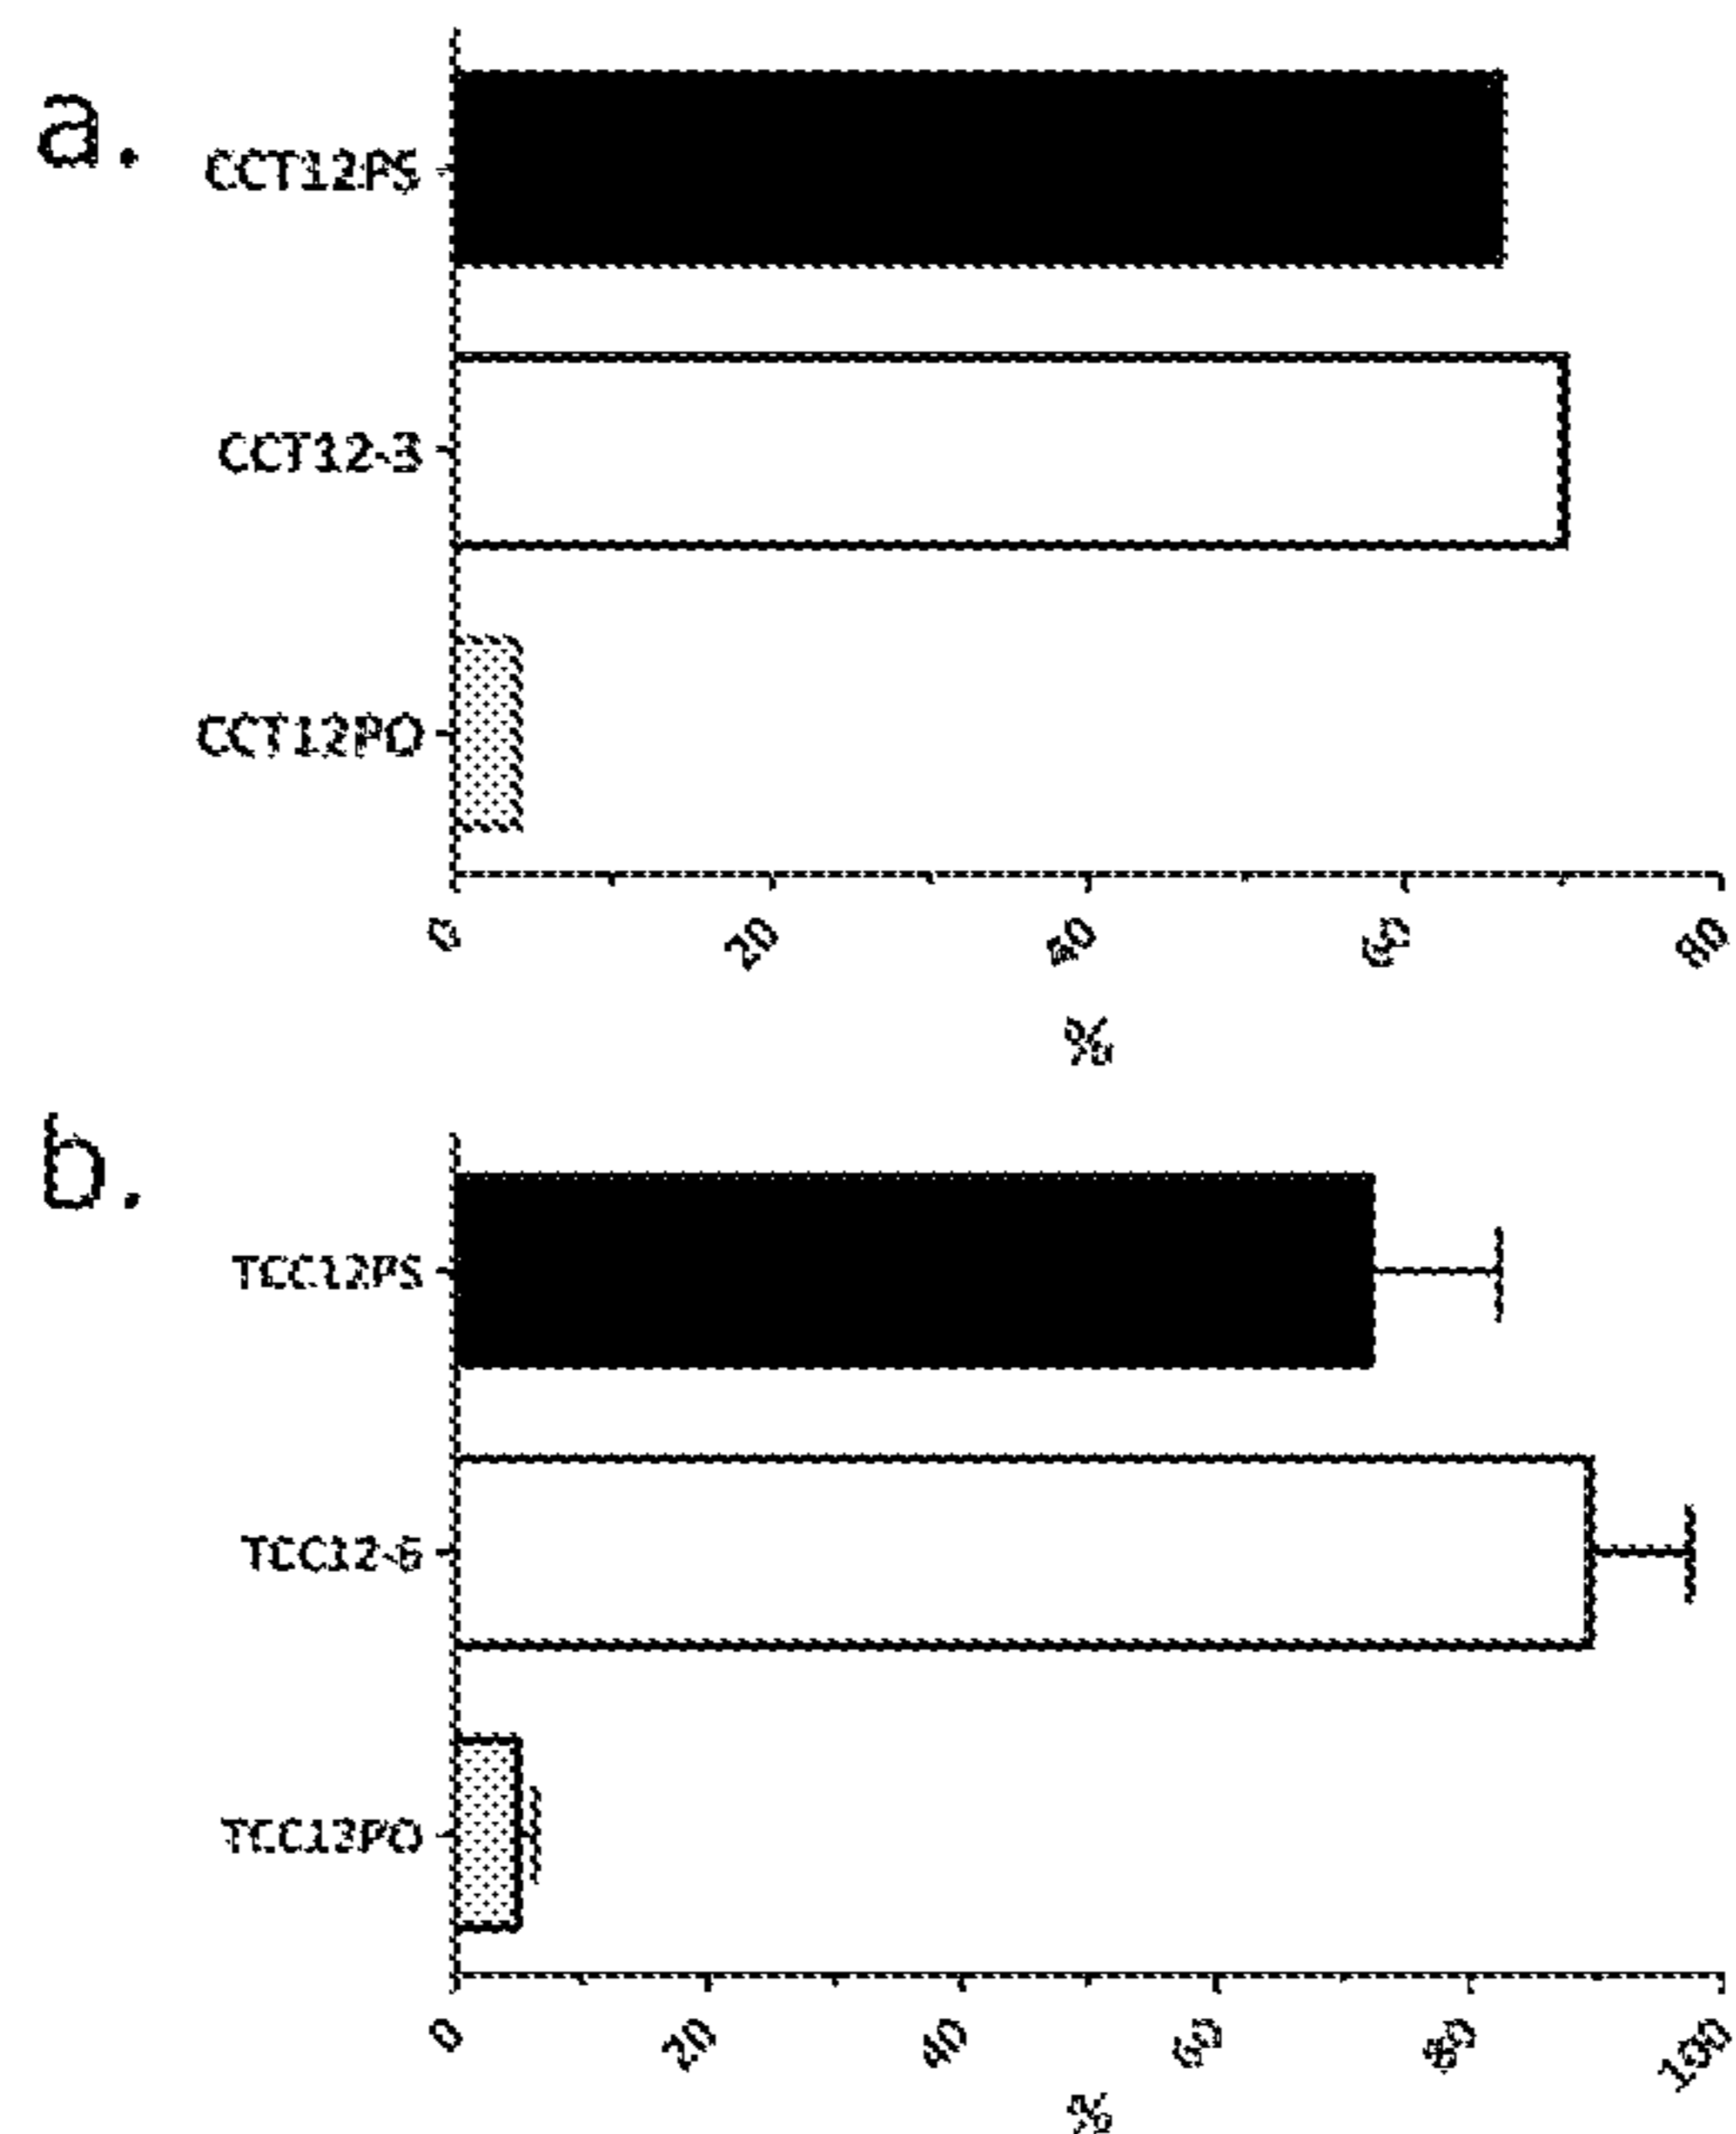 a.
CCT12PS
CCT12-3
CCT12PO
0 20 40 60 80
%
b.
TCC12PS
TCC12-6
TCC12PO
0 20 40 60 80 100
%